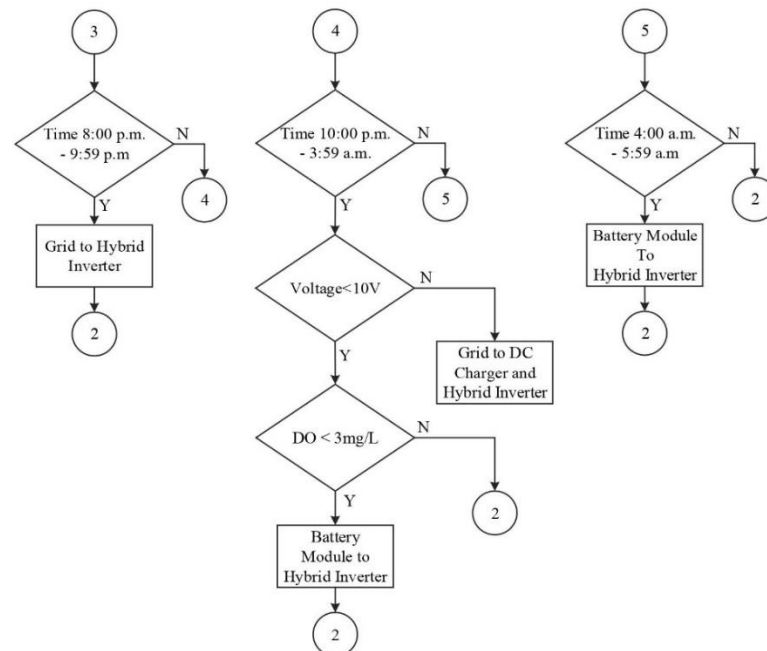 3
Time 8:00 p.m.
- 9:59 p.m
N
4
Y
Grid to Hybrid
Inverter
2
4
Time 10:00 p.m.
- 3:59 a.m.
N
5
Y
Voltage<10V
N
Grid to DC
Charger and
Hybrid Inverter
Y
DO < 3mg/L
N
2
Y
Battery
Module to
Hybrid Inverter
2
5
Time 4:00 a.m.
- 5:59 a.m
N
2
Y
Battery Module
To
Hybrid Inverter
2